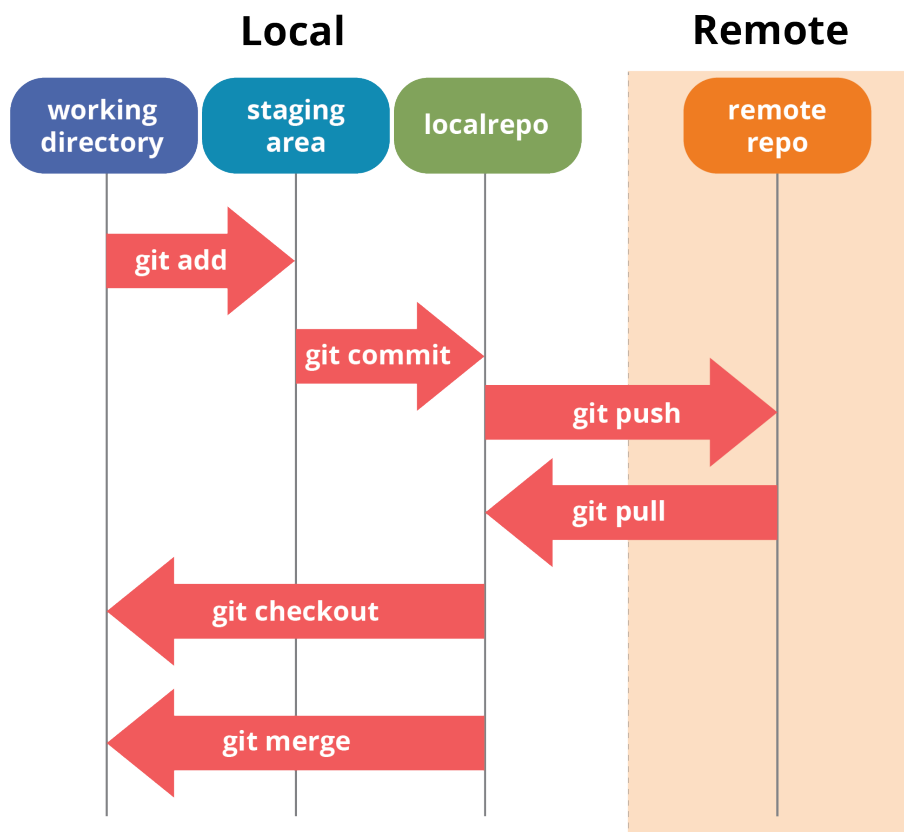 Local
Remote
working
directory
staging
area
localrepo
remote
repo
git add
git commit
git push
git pull
git checkout
git merge